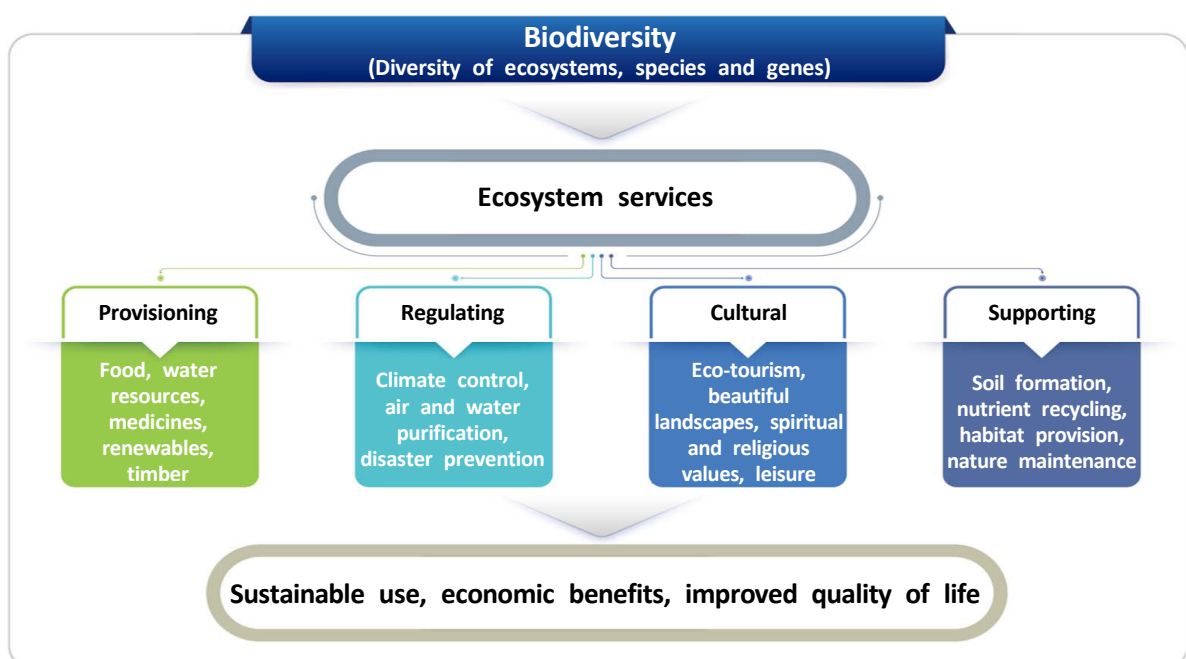 Biodiversity
(Diversity of ecosystems, species and genes)
Ecosystem services
Provisioning
Food, water
resources,
medicines,
renewables,
timber
Regulating
Climate control,
air and water
purification,
disaster prevention
Cultural
Eco-tourism,
beautiful
landscapes, spiritual
and religious
values, leisure
Supporting
Soil formation,
nutrient recycling,
habitat provision,
nature maintenance
Sustainable use, economic benefits, improved quality of life